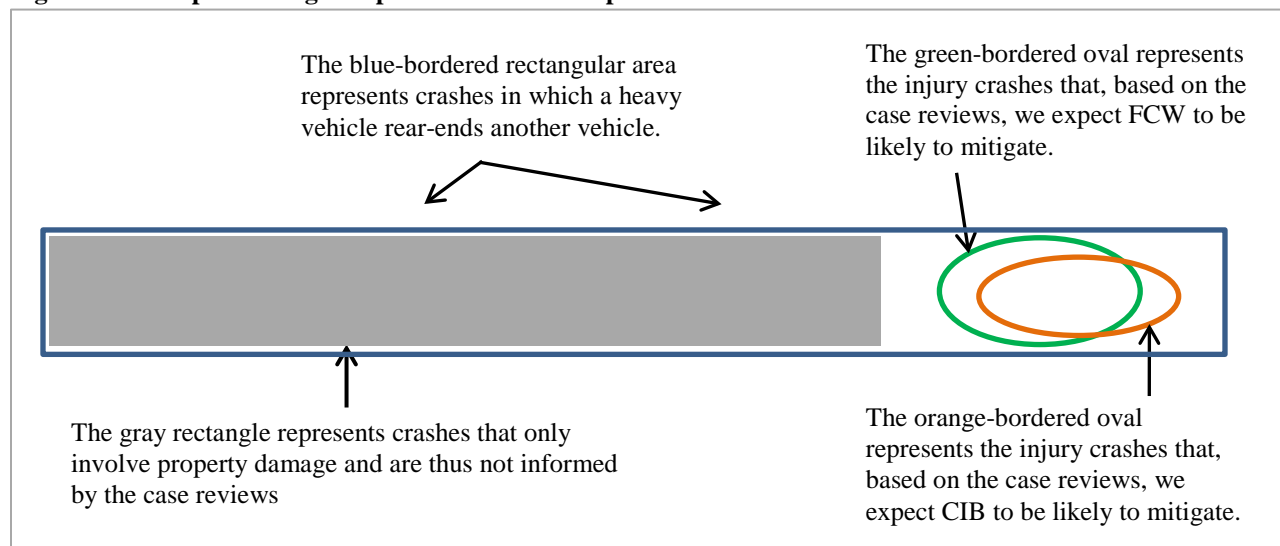 The blue-bordered rectangular area
represents crashes in which a heavy
vehicle rear-ends another vehicle.
The green-bordered oval represents
the injury crashes that, based on the
case reviews, we expect FCW to be
likely to mitigate.
The gray rectangle represents crashes that only
involve property damage and are thus not informed
by the case reviews
The orange-bordered oval
represents the injury crashes that,
based on the case reviews, we
expect CIB to be likely to mitigate.